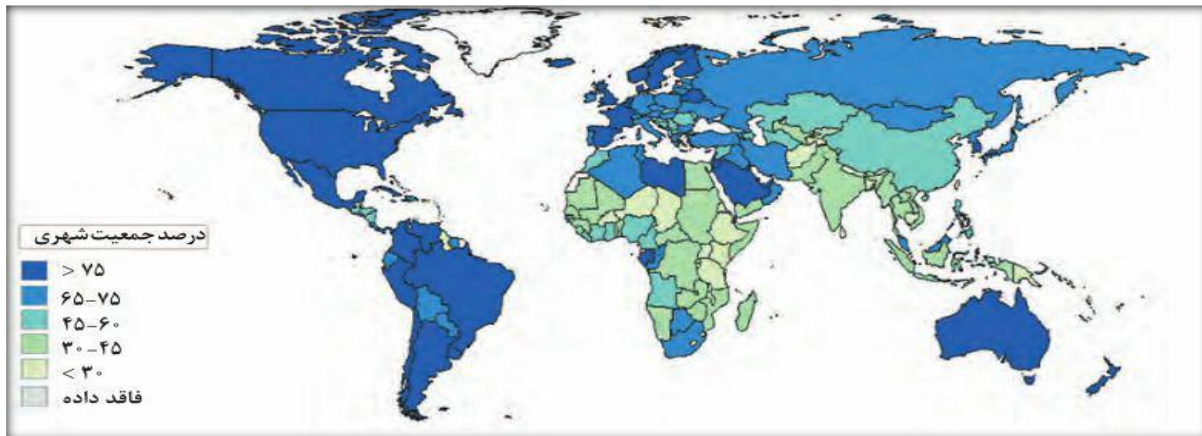 درصد جمعیت‌شهری
> ۷۵
۶۵-۷۵
۴۵-۶۰
۳۰-۴۵
< ۳۰
فاقد داده